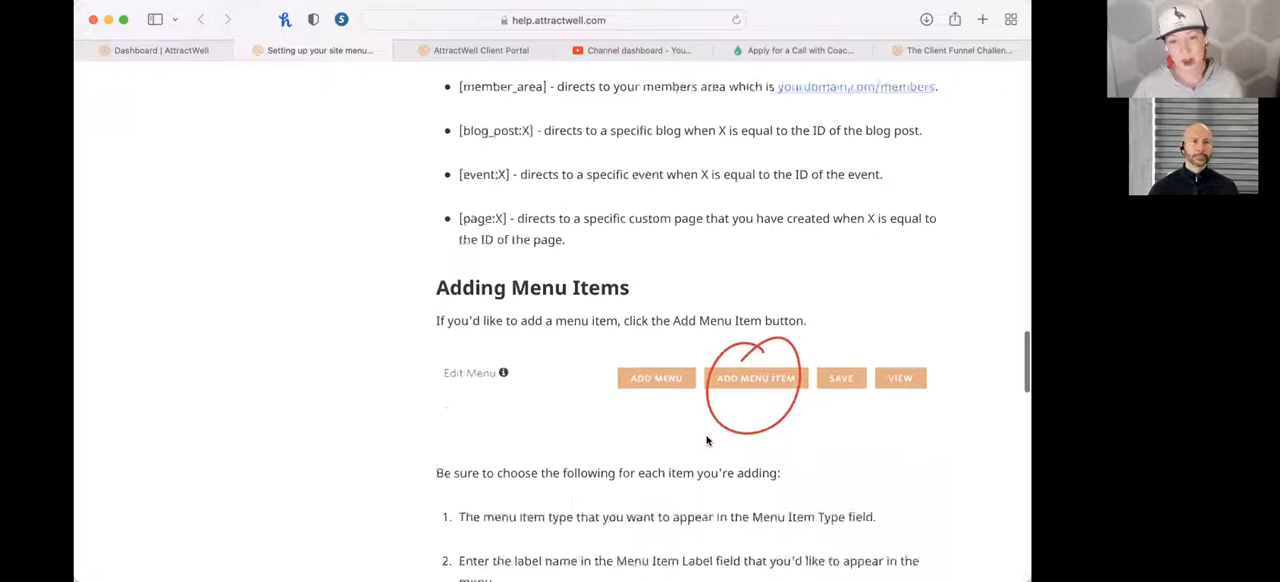 help.attractwell.com
Dashboard | AttractWell
Setting up your site menu...
AttractWell Client Portal
Channel dashboard - You...
Apply for a Call with Coac...
The Client Funnel Challen...
[member_area] - directs to your members area which is yourdomain.com/members.
[blog_post:X] - directs to a specific blog when X is equal to the ID of the blog post.
[event:X] - directs to a specific event when X is equal to the ID of the event.
[page:X] - directs to a specific custom page that you have created when X is equal to
the ID of the page.
Adding Menu Items
If you'd like to add a menu item, click the Add Menu Item button.
Edit Menu
ADD MENU
ADD MENU ITEM
SAVE
VIEW
Be sure to choose the following for each item you're adding:
1. The menu item type that you want to appear in the Menu Item Type field.
2. Enter the label name in the Menu Item Label field that you'd like to appear in the
menu.